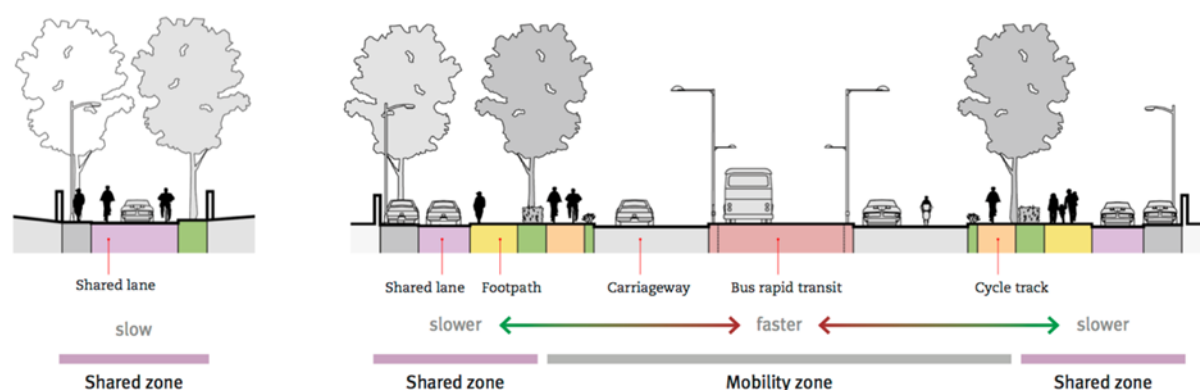 Shared lane
slow
Shared zone
Shared lane
Footpath
Carriageway
Bus rapid transit
Cycle track
slower
faster
slower
Shared zone
Mobility zone
Shared zone